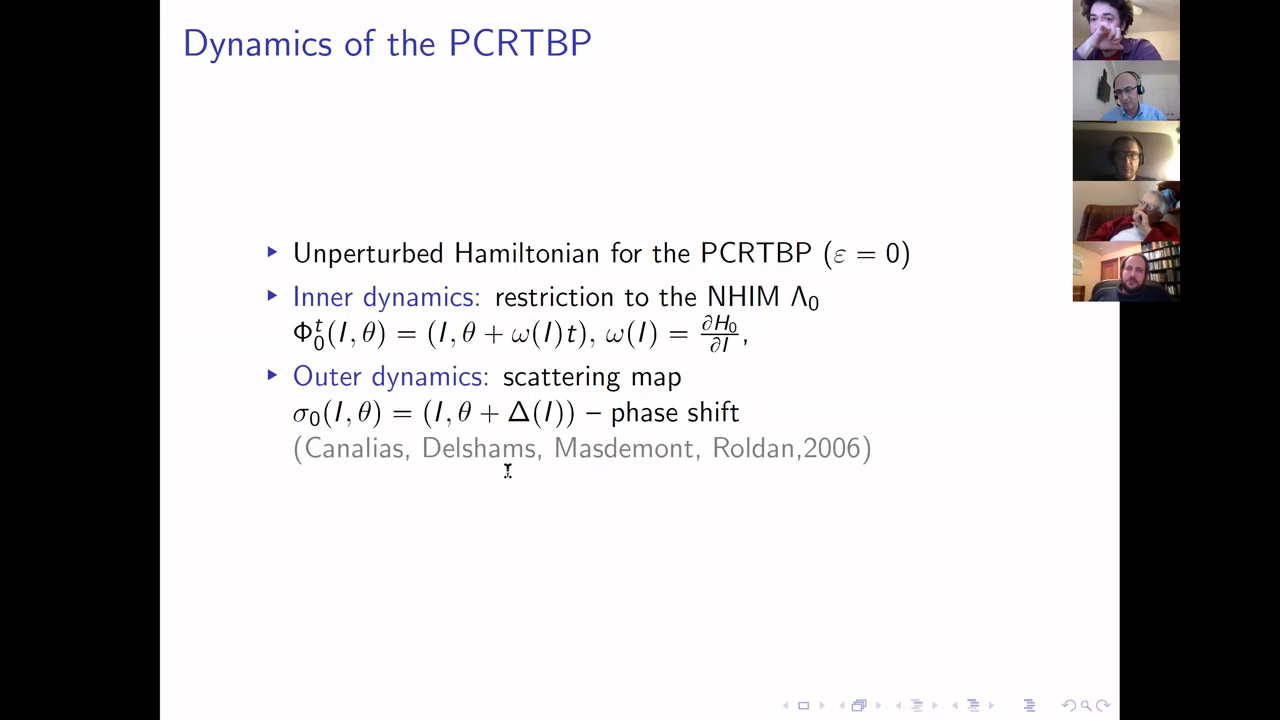 Dynamics of the PCRTBP
Unperturbed Hamiltonian for the PCRTBP (ε = 0)
Inner dynamics: restriction to the NHIM Λ₀
Φ₀ᵗ(I, θ) = (I, θ + ω(I)t), ω(I) = ∂H₀/∂I,
Outer dynamics: scattering map
σ₀(I, θ) = (I, θ + Δ(I)) – phase shift
(Canalias, Delshams, Masdemont, Roldan,2006)